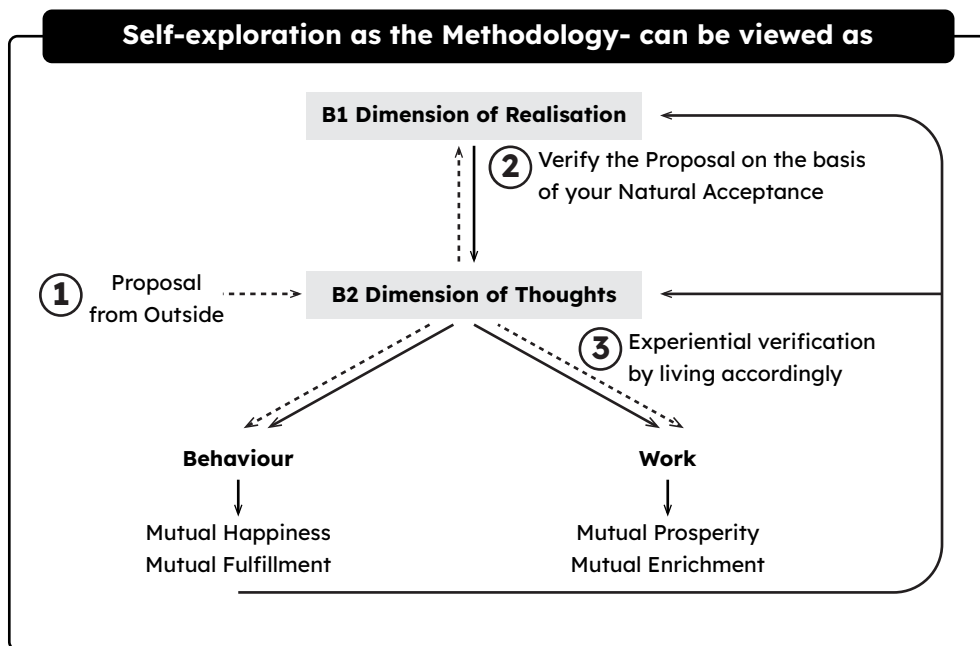 Self-exploration as the Methodology- can be viewed as
B1 Dimension of Realisation
2 Verify the Proposal on the basis
of your Natural Acceptance
1 Proposal
from Outside
B2 Dimension of Thoughts
3 Experiential verification
by living accordingly
Behaviour
Work
Mutual Happiness
Mutual Fulfillment
Mutual Prosperity
Mutual Enrichment